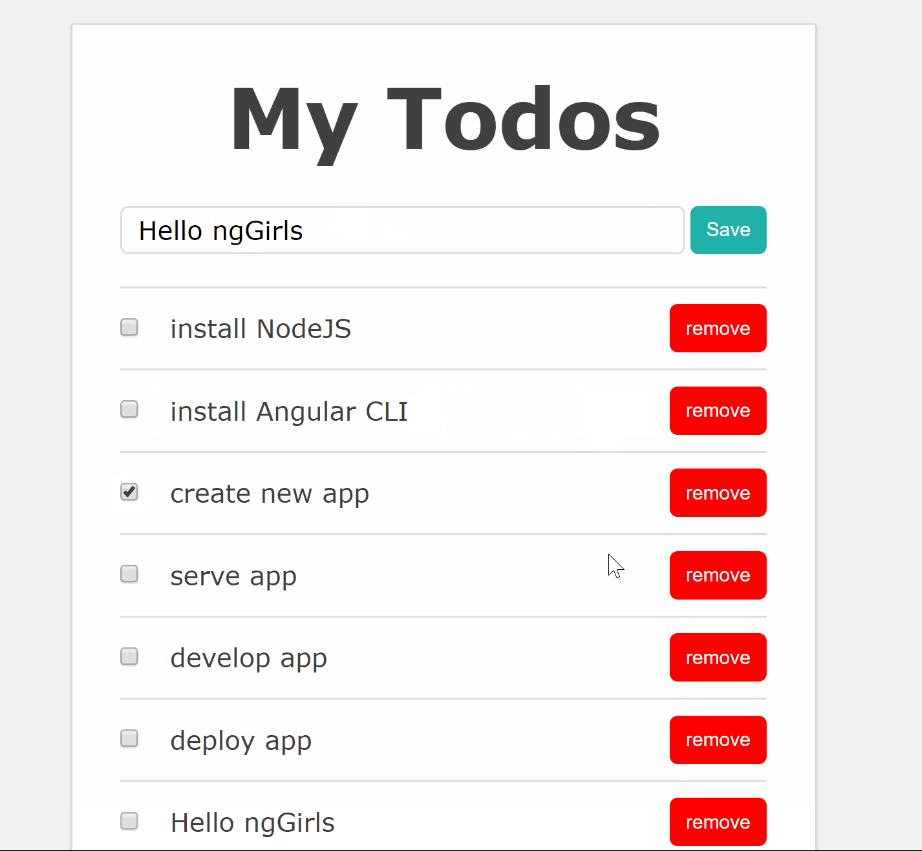 My Todos
Hello ngGirls Save
install NodeJS remove
install Angular CLI remove
create new app remove
serve app remove
develop app remove
deploy app remove
Hello ngGirls remove